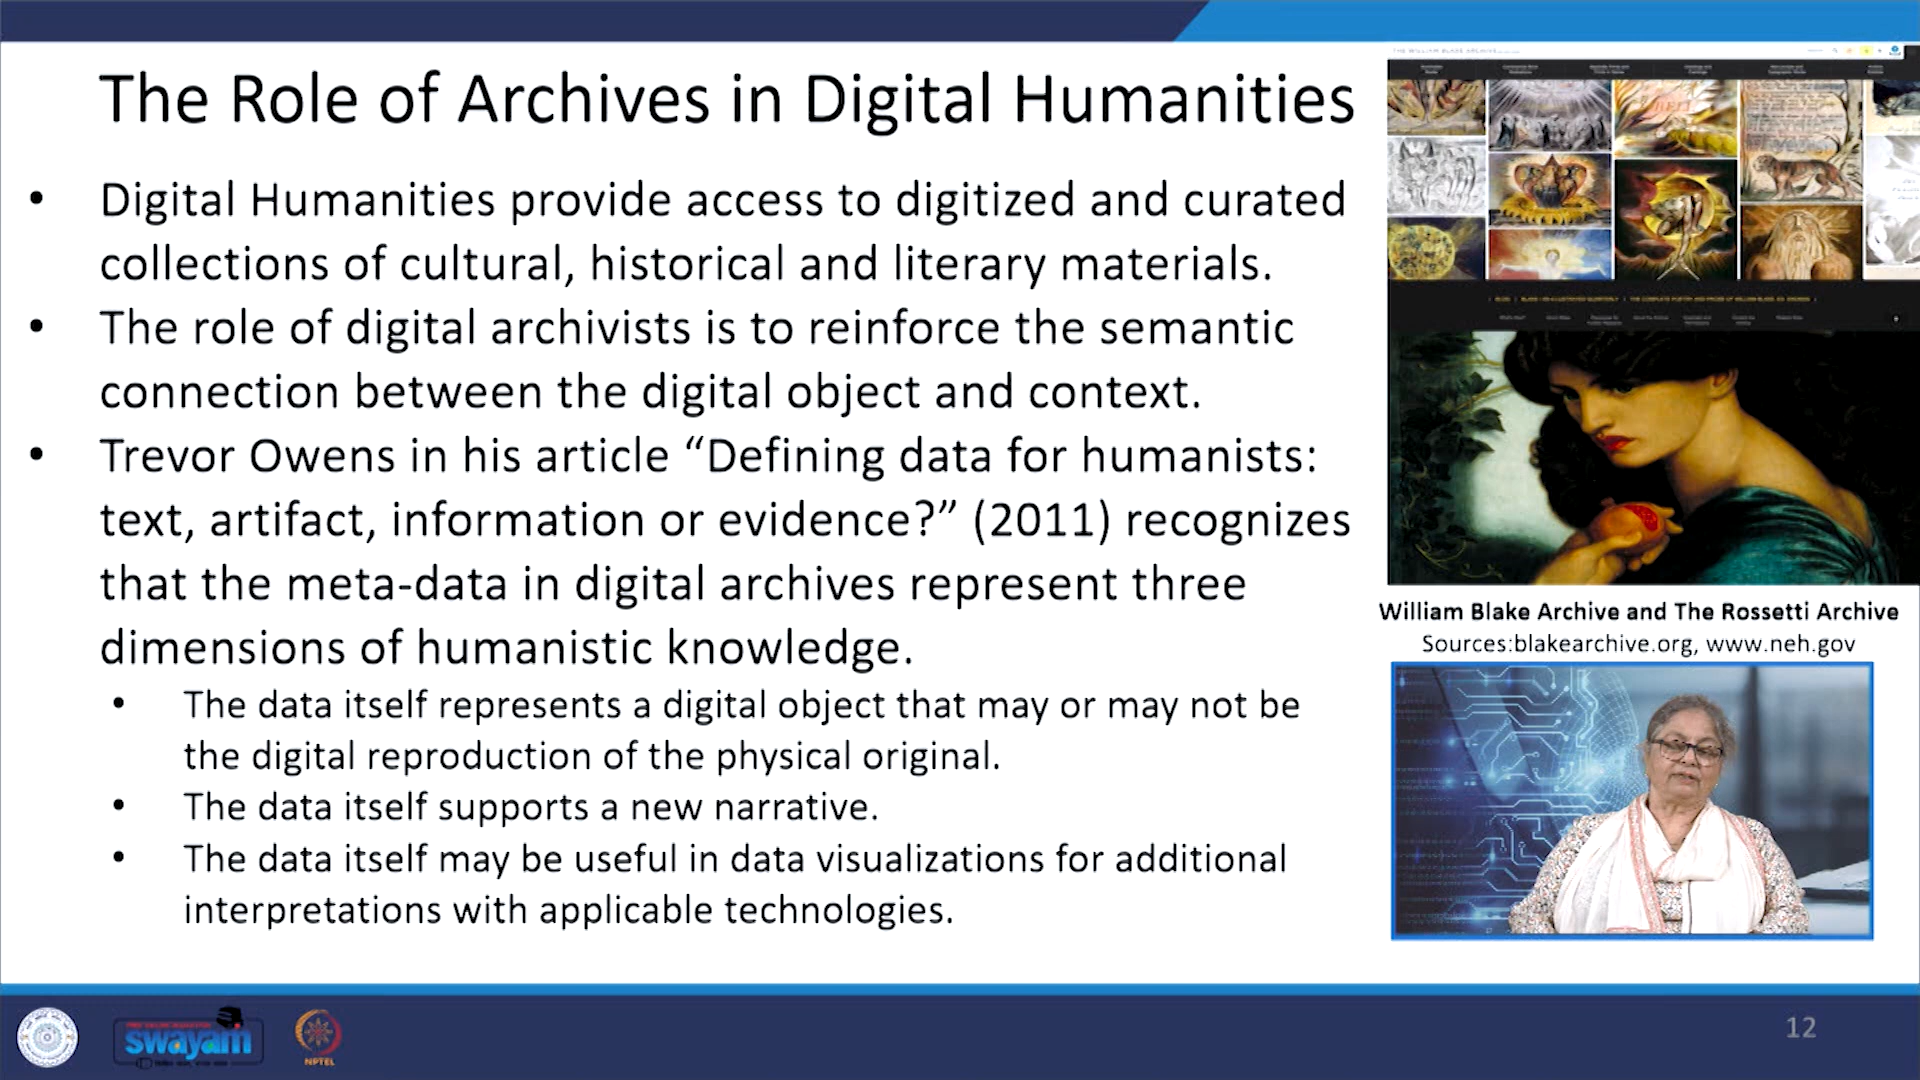 The Role of Archives in Digital Humanities
• Digital Humanities provide access to digitized and curated
collections of cultural, historical and literary materials.
• The role of digital archivists is to reinforce the semantic
connection between the digital object and context.
• Trevor Owens in his article “Defining data for humanists:
text, artifact, information or evidence?” (2011) recognizes
that the meta-data in digital archives represent three
dimensions of humanistic knowledge.
• The data itself represents a digital object that may or may not be
the digital reproduction of the physical original.
• The data itself supports a new narrative.
• The data itself may be useful in data visualizations for additional
interpretations with applicable technologies.
THE WILLIAM BLAKE ARCHIVE
William Blake Archive and The Rossetti Archive
Sources:blakearchive.org, www.neh.gov
swayam
NPTEL
12